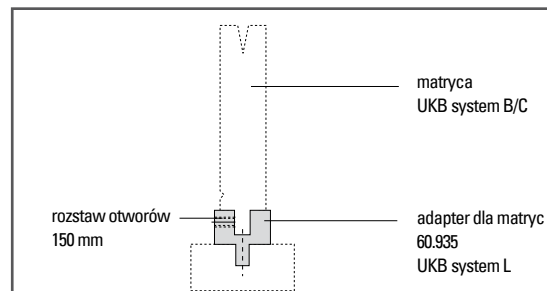 matryca
UKB system B/C
rozstaw otworów
150 mm
adapter dla matryc
60.935
UKB system L